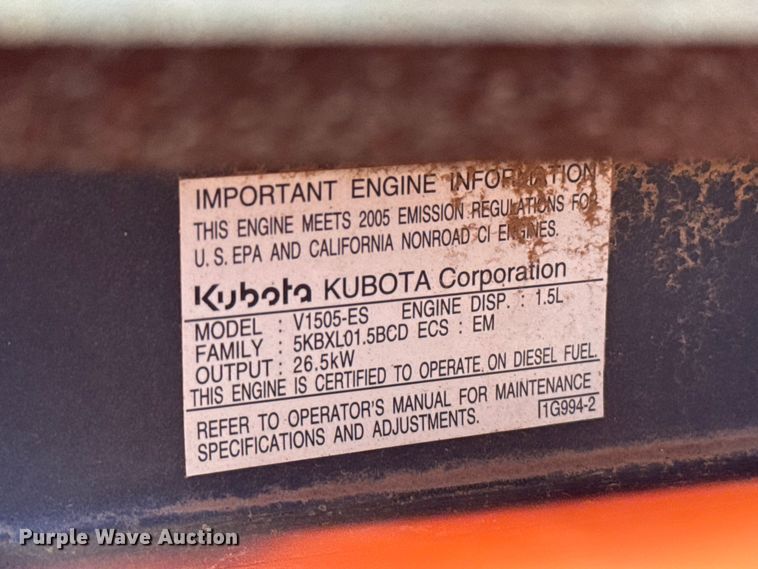 IMPORTANT ENGINE INFORMATION
THIS ENGINE MEETS 2005 EMISSION REGULATIONS FOR
U.S. EPA AND CALIFORNIA NONROAD CI ENGINES.
Kubota KUBOTA Corporation
MODEL : V1505-ES ENGINE DISP. : 1.5L
FAMILY : 5KBXL01.5BCD ECS : EM
OUTPUT : 26.5kW
THIS ENGINE IS CERTIFIED TO OPERATE ON DIESEL FUEL.
REFER TO OPERATOR'S MANUAL FOR MAINTENANCE
SPECIFICATIONS AND ADJUSTMENTS. 1G994-2
Purple Wave Auction